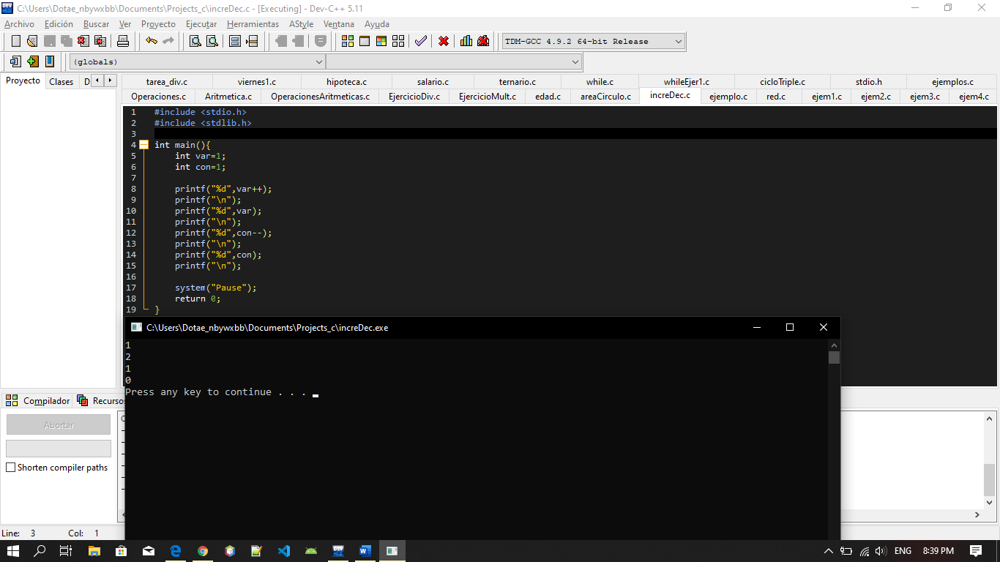 C:\Users\Dotae_nbywxbb\Documents\Projects_c\increDec.c - [Executing] - Dev-C++ 5.11
Archivo Edición Buscar Ver Proyecto Ejecutar Herramientas AStyle Ventana Ayuda
TDM-GCC 4.9.2 64-bit Release
(globals)
Proyecto Clases D
tarea_div.c viernes1.c hipoteca.c salario.c ternario.c while.c whileEjer1.c cicloTriple.c stdio.h ejemplos.c
Operaciones.c Aritmetica.c OperacionesAritmeticas.c EjercicioDiv.c EjercicioMult.c edad.c areaCirculo.c increDec.c ejemplo.c red.c ejem1.c ejem2.c ejem3.c ejem4.c
1 #include <stdio.h>
2 #include <stdlib.h>
3
4 int main(){
5 int var=1;
6 int con=1;
7
8 printf("%d",var++);
9 printf("\n");
10 printf("%d",var);
11 printf("\n");
12 printf("%d",con--);
13 printf("\n");
14 printf("%d",con);
15 printf("\n");
16
17 system("Pause");
18 return 0;
19 }
C:\Users\Dotae_nbywxbb\Documents\Projects_c\increDec.exe
1
2
1
0
Press any key to continue . . .
Compilador Recursos
Abortar
Shorten compiler paths
Line: 3 Col: 1
ENG 8:39 PM